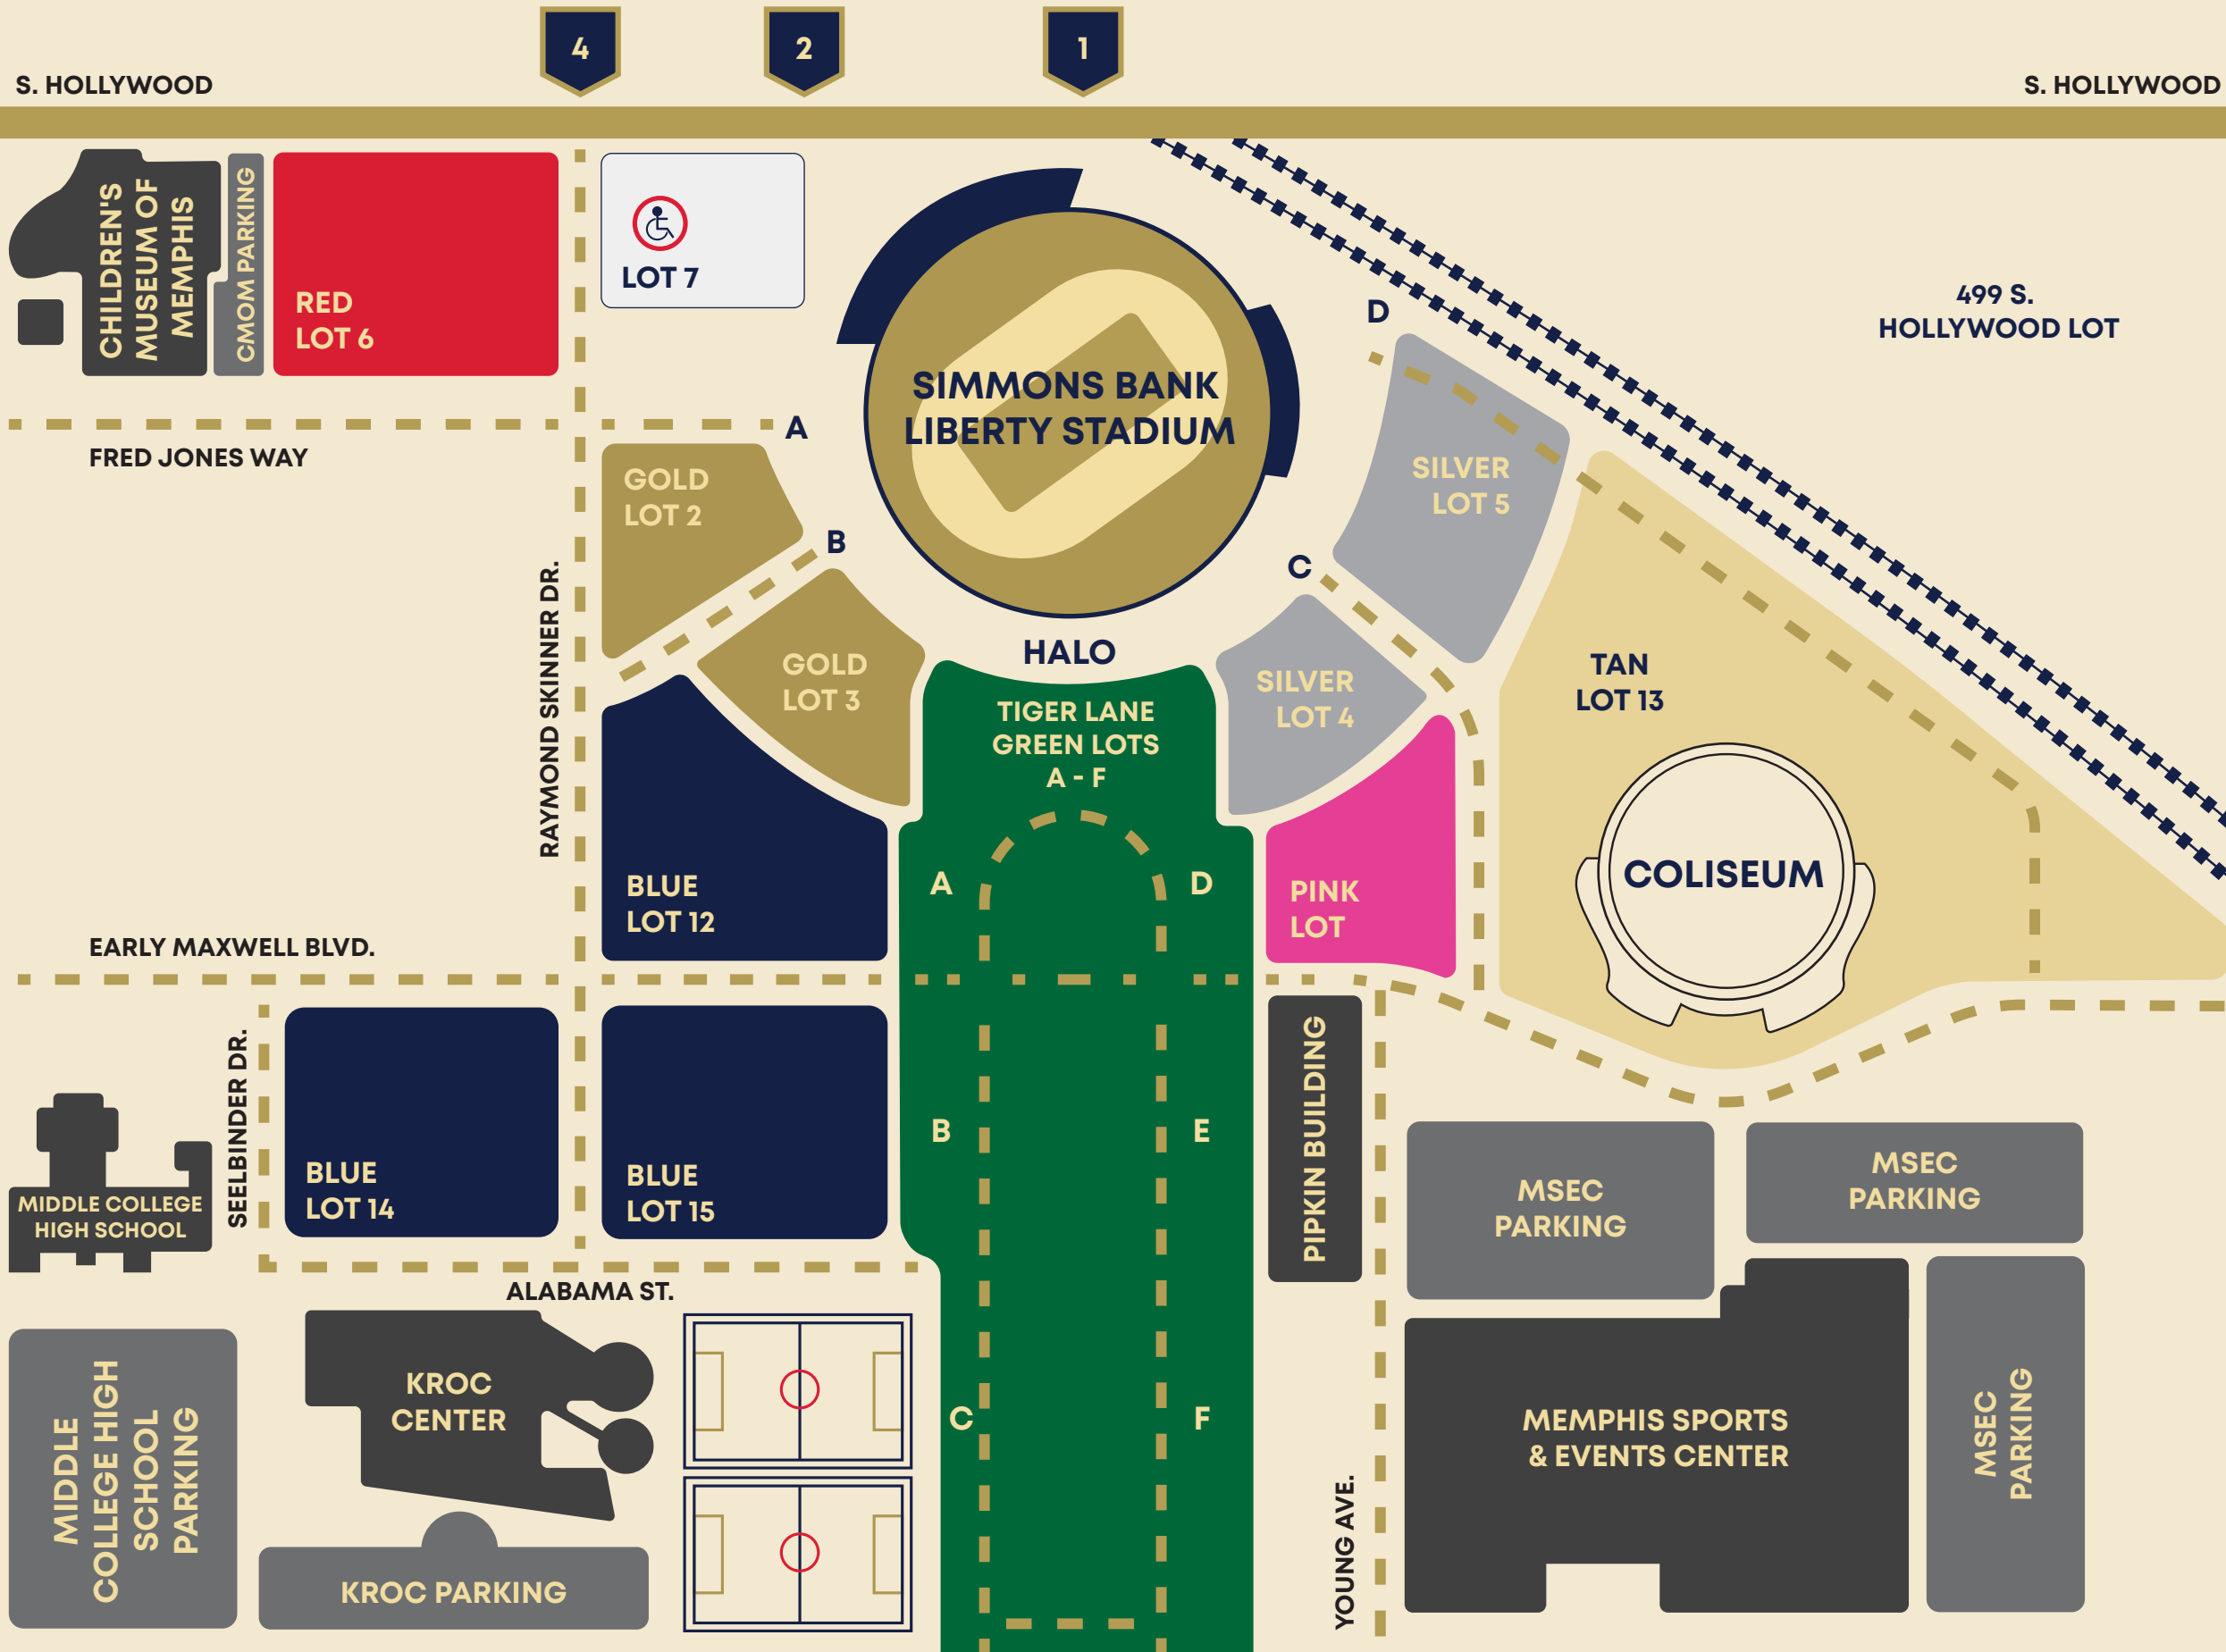 4
2
1
S. HOLLYWOOD
S. HOLLYWOOD
CHILDREN'S
MUSEUM OF
MEMPHIS
CMOM PARKING
RED
LOT 6
LOT 7
SIMMONS BANK
LIBERTY STADIUM
D
499 S.
HOLLYWOOD LOT
FRED JONES WAY
A
GOLD
LOT 2
B
SILVER
LOT 5
C
RAYMOND SKINNER DR.
GOLD
LOT 3
HALO
SILVER
LOT 4
TAN
LOT 13
TIGER LANE
GREEN LOTS
A - F
BLUE
LOT 12
A
D
PINK
LOT
COLISEUM
EARLY MAXWELL BLVD.
SEELBINDER DR.
BLUE
LOT 14
BLUE
LOT 15
B
E
PIPKIN BUILDING
MSEC
PARKING
MSEC
PARKING
MIDDLE COLLEGE
HIGH SCHOOL
ALABAMA ST.
MIDDLE
COLLEGE HIGH
SCHOOL
PARKING
KROC
CENTER
C
F
MEMPHIS SPORTS
& EVENTS CENTER
MSEC
PARKING
YOUNG AVE.
KROC PARKING